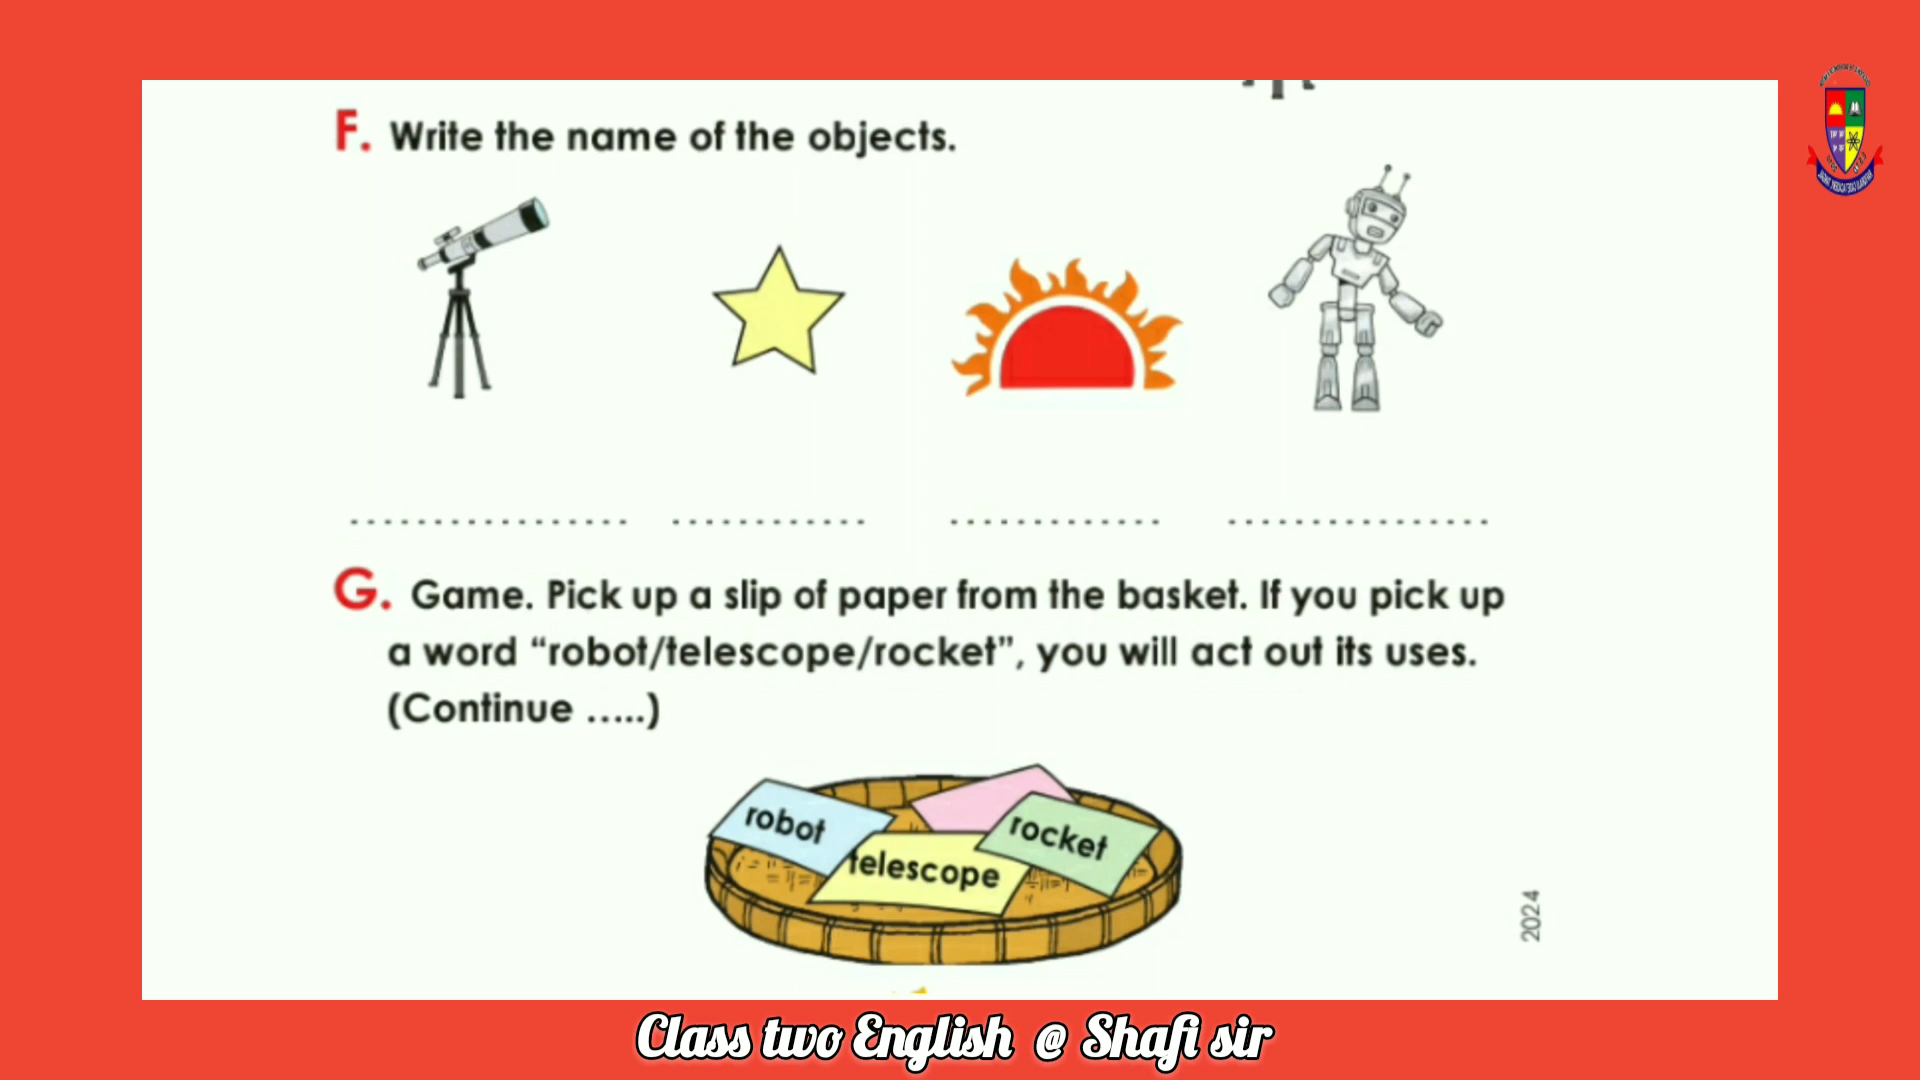 F. Write the name of the objects.
G. Game. Pick up a slip of paper from the basket. If you pick up
a word “robot/telescope/rocket”, you will act out its uses.
(Continue .....)
robot
rocket
telescope
2024
Class two English @ Shafi sir